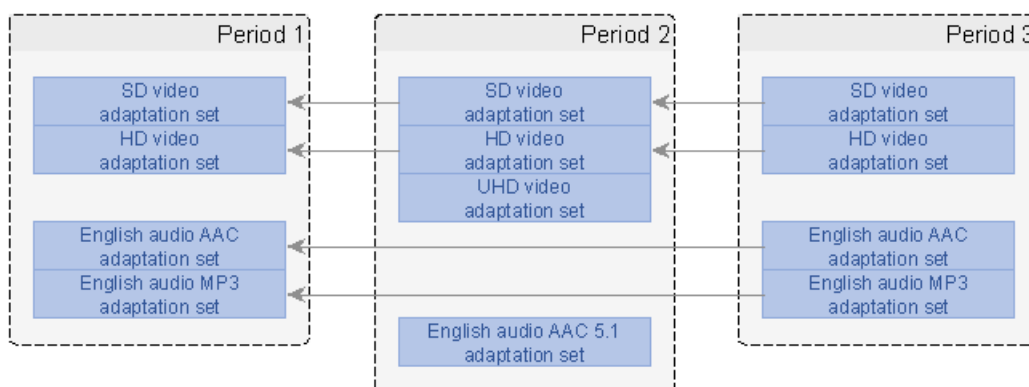 Period 1
SD video
adaptation set
HD video
adaptation set
English audio AAC
adaptation set
English audio MP3
adaptation set
Period 2
SD video
adaptation set
HD video
adaptation set
UHD video
adaptation set
English audio AAC 5.1
adaptation set
Period 3
SD video
adaptation set
HD video
adaptation set
English audio AAC
adaptation set
English audio MP3
adaptation set